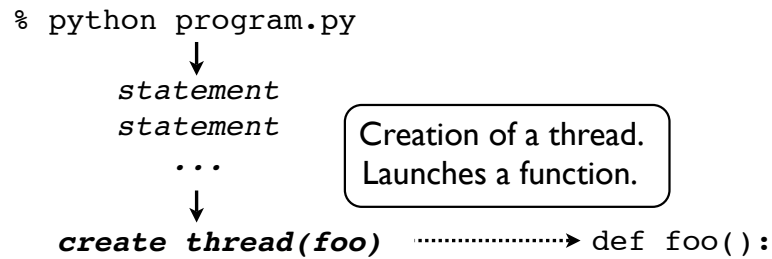 % python program.py
statement
statement
...
Creation of a thread.
Launches a function.
create thread(foo)
def foo():